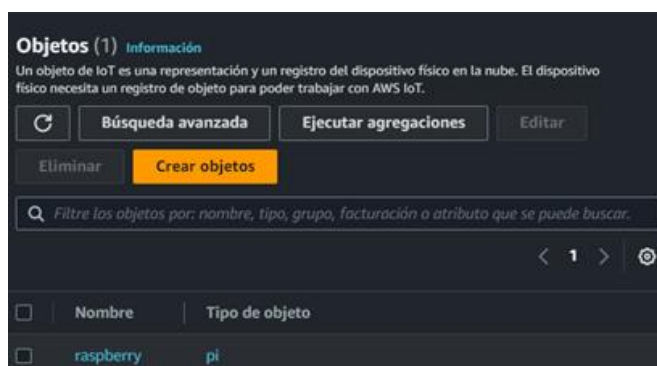 Objetos (1) Información
Un objeto de IoT es una representación y un registro del dispositivo físico en la nube. El dispositivo
físico necesita un registro de objeto para poder trabajar con AWS IoT.
Búsqueda avanzada Ejecutar agregaciones Editar
Eliminar Crear objetos
Filtre los objetos por: nombre, tipo, grupo, facturación o atributo que se puede buscar.
< 1 >
Nombre Tipo de objeto
raspberry pi